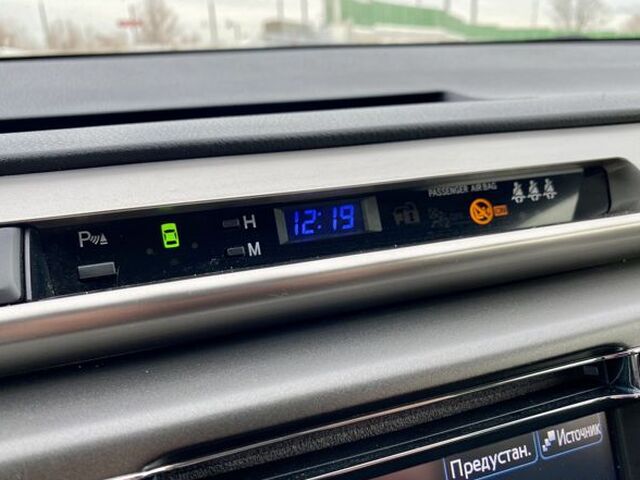 PASSENGER AIR BAG
P H 12:19
M
Предустан. Источник